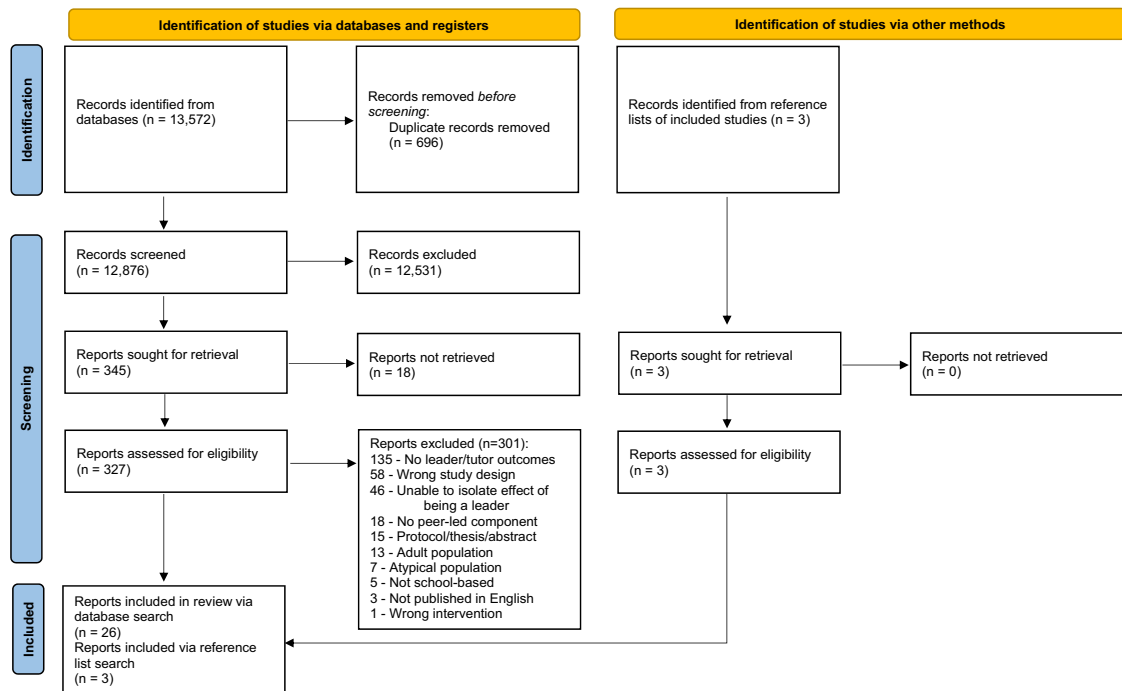 Identification of studies via databases and registers
Identification of studies via other methods
Identification
Records identified from
databases (n = 13,572)
Records removed before
screening:
Duplicate records removed
(n = 696)
Records identified from reference
lists of included studies (n = 3)
Screening
Records screened
(n = 12,876)
Records excluded
(n = 12,531)
Reports sought for retrieval
(n = 345)
Reports not retrieved
(n = 18)
Reports sought for retrieval
(n = 3)
Reports not retrieved
(n = 0)
Reports assessed for eligibility
(n = 327)
Reports excluded (n=301):
135 - No leader/tutor outcomes
58 - Wrong study design
46 - Unable to isolate effect of
being a leader
18 - No peer-led component
15 - Protocol/thesis/abstract
13 - Adult population
7 - Atypical population
5 - Not school-based
3 - Not published in English
1 - Wrong intervention
Reports assessed for eligibility
(n = 3)
Included
Reports included in review via
database search
(n = 26)
Reports included via reference
list search
(n = 3)